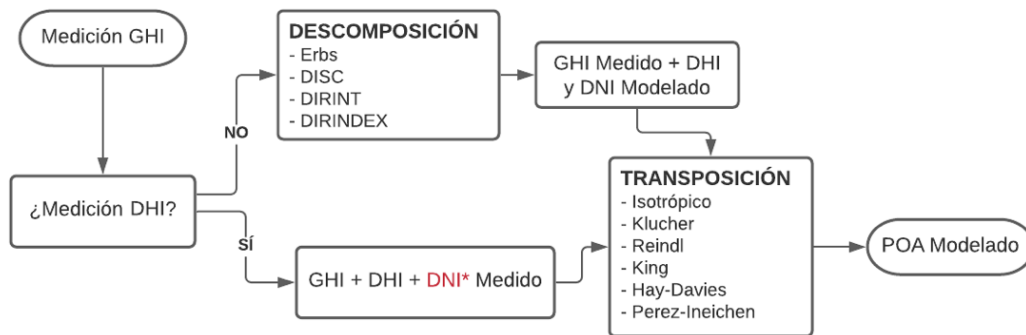 Medición GHI
¿Medición DHI?
NO
SÍ
DESCOMPOSICIÓN
- Erbs
- DISC
- DIRINT
- DIRINDEX
GHI Medido + DHI
y DNI Modelado
GHI + DHI + DNI* Medido
TRANSPOSICIÓN
- Isotrópico
- Klucher
- Reindl
- King
- Hay-Davies
- Perez-Ineichen
POA Modelado